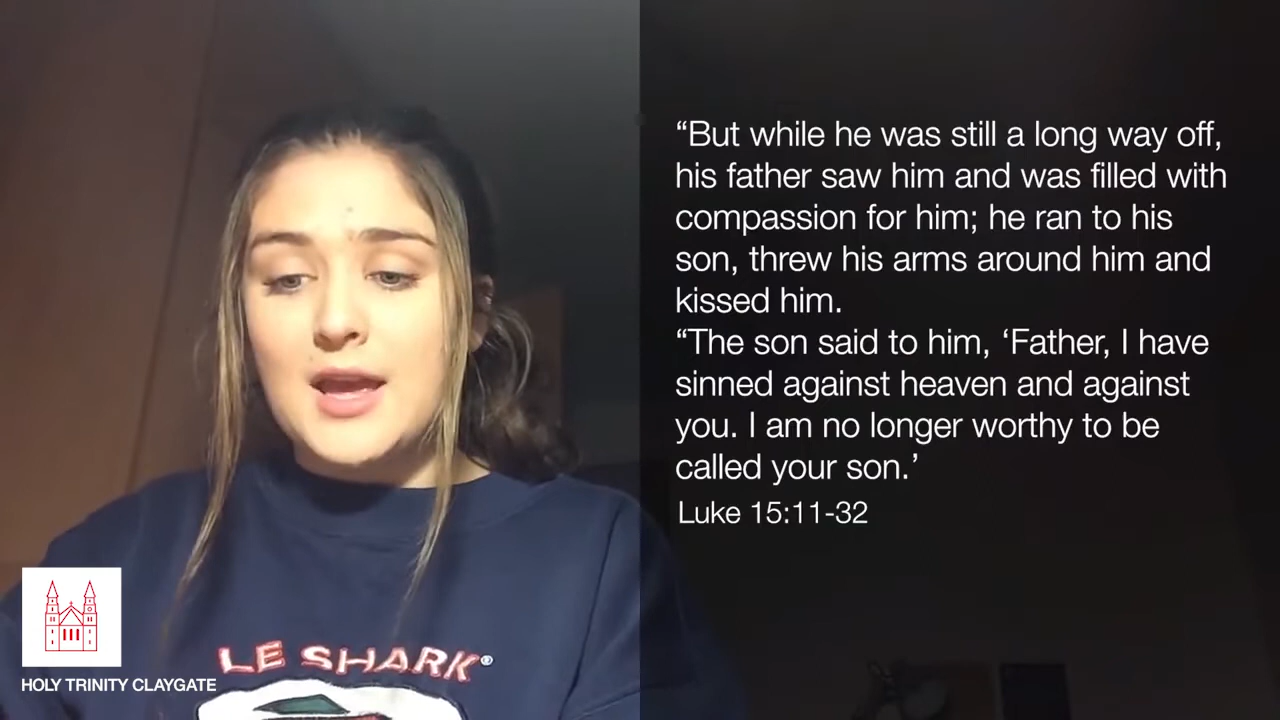 “But while he was still a long way off,
his father saw him and was filled with
compassion for him; he ran to his
son, threw his arms around him and
kissed him.
“The son said to him, ‘Father, I have
sinned against heaven and against
you. I am no longer worthy to be
called your son.’
Luke 15:11-32
LE SHARK®
HOLY TRINITY CLAYGATE